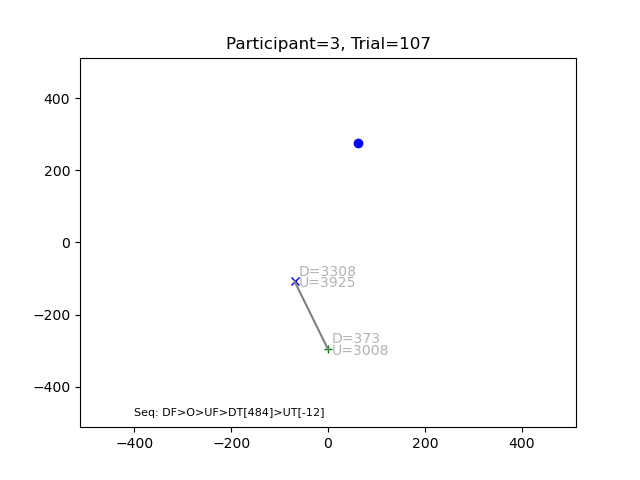 Participant=3, Trial=107
400
200
0
−200
−400
D=3308
U=3925
D=373
U=3008
Seq: DF>O>UF>DT[484]>UT[-12]
−400
−200
0
200
400